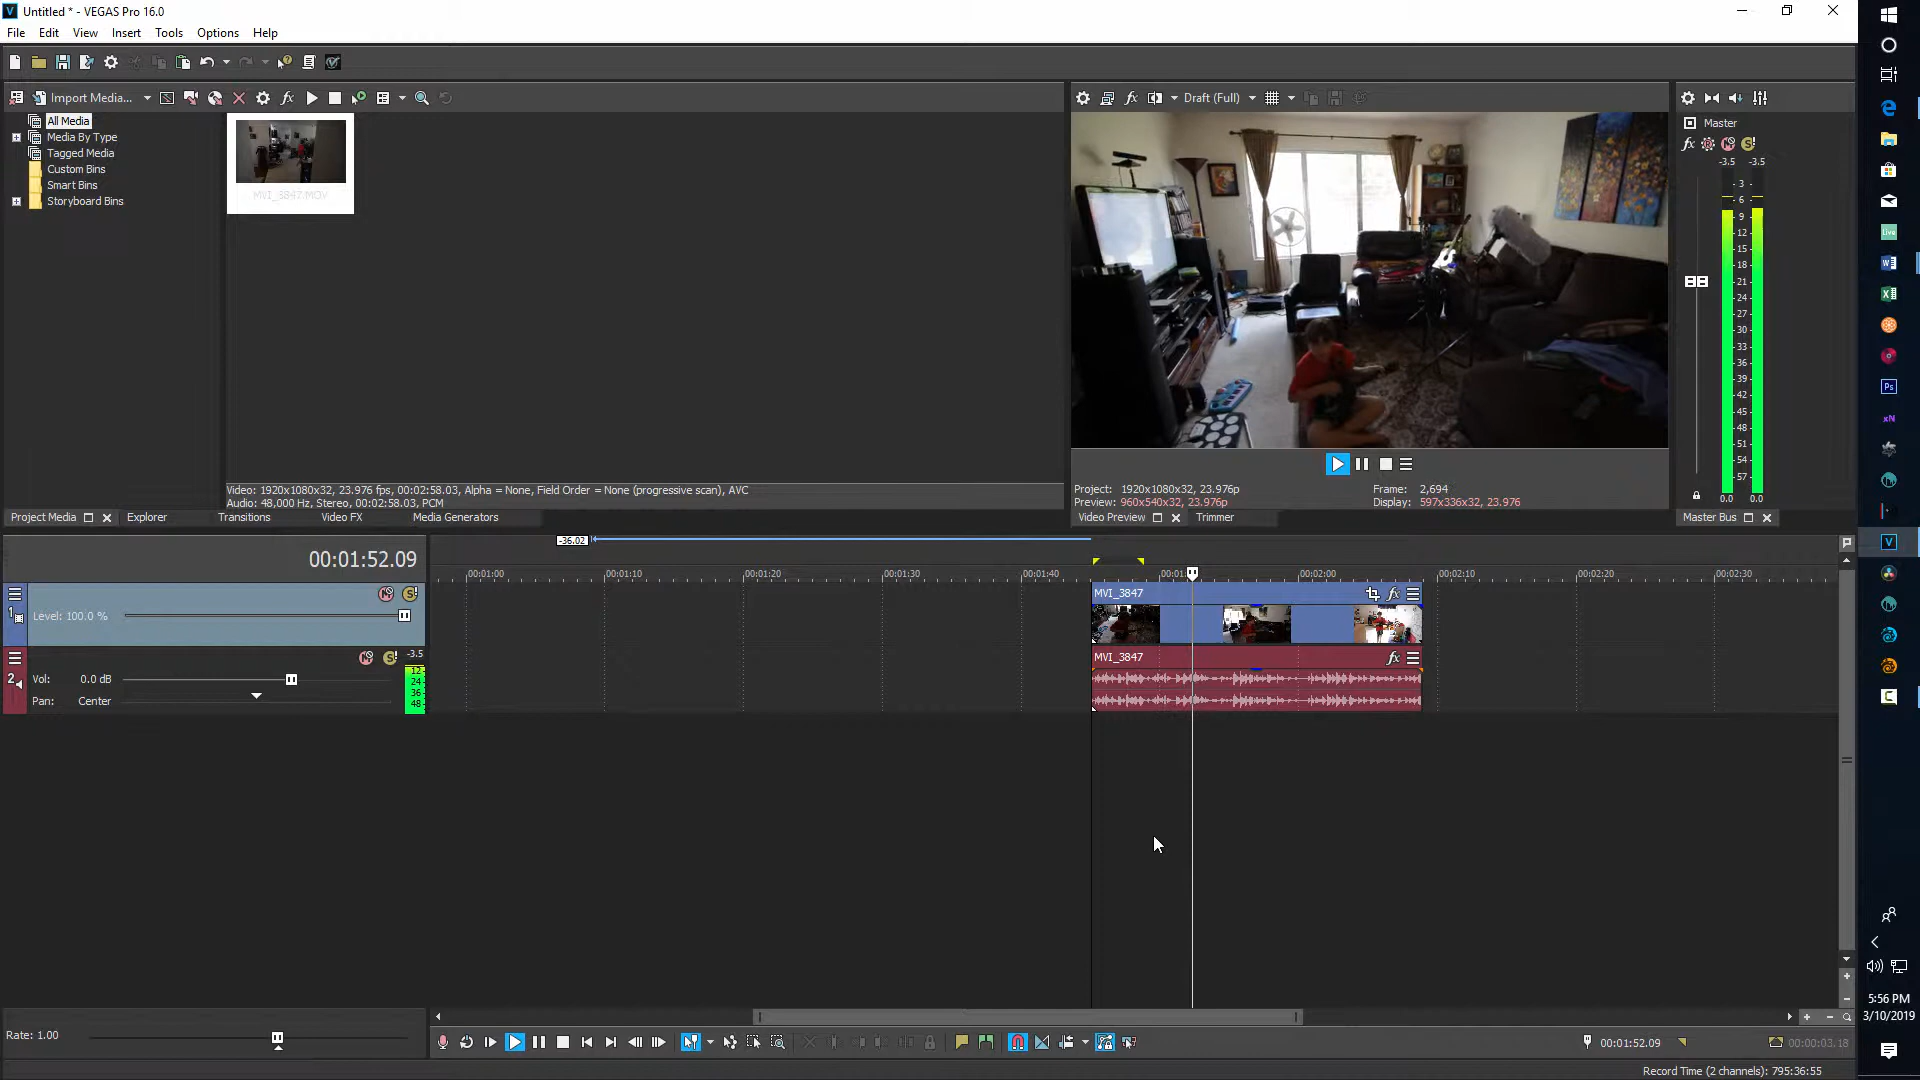 Untitled * - VEGAS Pro 16.0
File Edit View Insert Tools Options Help
Import Media...
Draft (Full)
All Media
Media By Type
Tagged Media
Custom Bins
Smart Bins
Storyboard Bins
MVI_3847.MOV
Master
-3.5 -3.5
3
6
9
12
15
18
21
24
27
30
33
36
39
42
45
48
51
54
57
0.0 0.0
Video: 1920x1080x32, 23.976 fps, 00:02:58.03, Alpha = None, Field Order = None (progressive scan), AVC
Audio: 48,000 Hz, Stereo, 00:02:58.03, PCM
Project: 1920x1080x32, 23.976p Frame: 2,694
Preview: 960x540x32, 23.976p Display: 597x336x32, 23.976
Project Media Explorer Transitions Video FX Media Generators
Video Preview Trimmer
Master Bus
-36.02
00:01:52.09
00:01:00 00:01:10 00:01:20 00:01:30 00:01:40 00:02:00 00:02:10 00:02:20 00:02:30
1 Level: 100.0 %
MVI_3847
2 Vol: 0.0 dB
-3.5
12
24
36
48
Pan: Center
MVI_3847
Rate: 1.00
00:01:52.09 00:00:03.18
Record Time (2 channels): 795:36:55
Live
Ps
xN
5:56 PM
3/10/2019